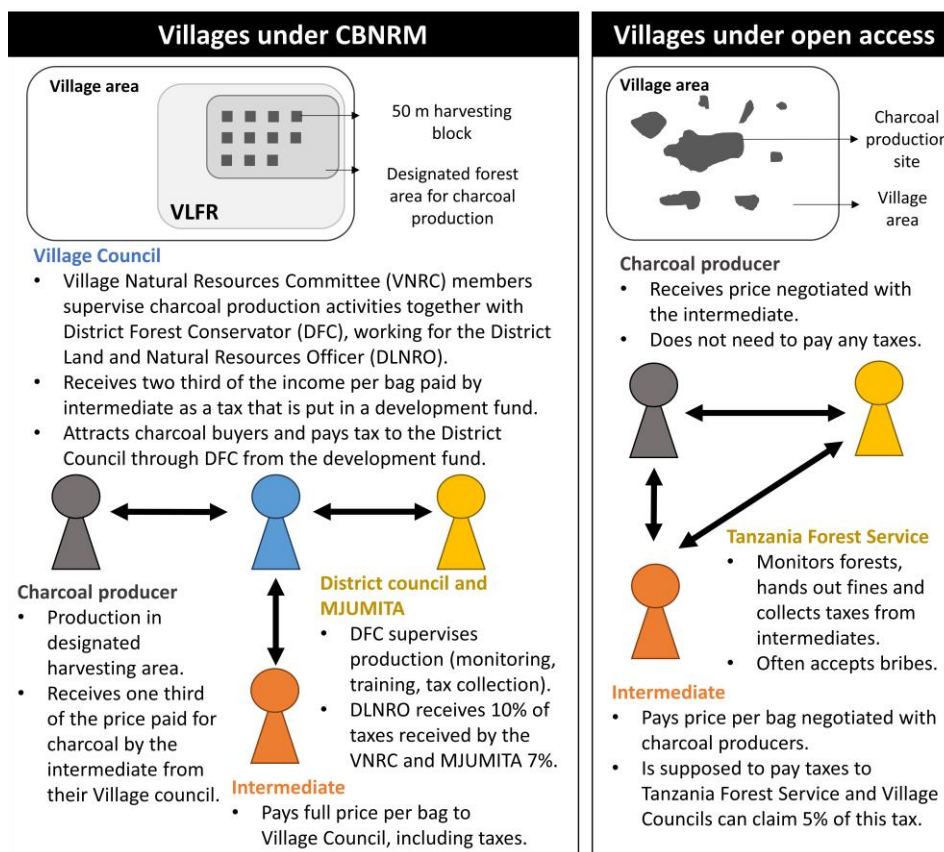 Villages under CBNRM
Village area
50 m harvesting
block
Designated forest
area for charcoal
production
VLFR
Village Council
• Village Natural Resources Committee (VNRC) members
supervise charcoal production activities together with
District Forest Conservator (DFC), working for the District
Land and Natural Resources Officer (DLNRO).
• Receives two third of the income per bag paid by
intermediate as a tax that is put in a development fund.
• Attracts charcoal buyers and pays tax to the District
Council through DFC from the development fund.
Charcoal producer
• Production in
designated
harvesting area.
• Receives one third
of the price paid for
charcoal by the
intermediate from
their Village council.
District council and
MJUMITA
• DFC supervises
production (monitoring,
training, tax collection).
• DLNRO receives 10% of
taxes received by the
VNRC and MJUMITA 7%.
Intermediate
• Pays full price per bag to
Village Council, including taxes.
Villages under open access
Village area
Charcoal
production
site
Village
area
Charcoal producer
• Receives price negotiated with
the intermediate.
• Does not need to pay any taxes.
Tanzania Forest Service
• Monitors forests,
hands out fines and
collects taxes from
intermediates.
• Often accepts bribes.
Intermediate
• Pays price per bag negotiated with
charcoal producers.
• Is supposed to pay taxes to
Tanzania Forest Service and Village
Councils can claim 5% of this tax.